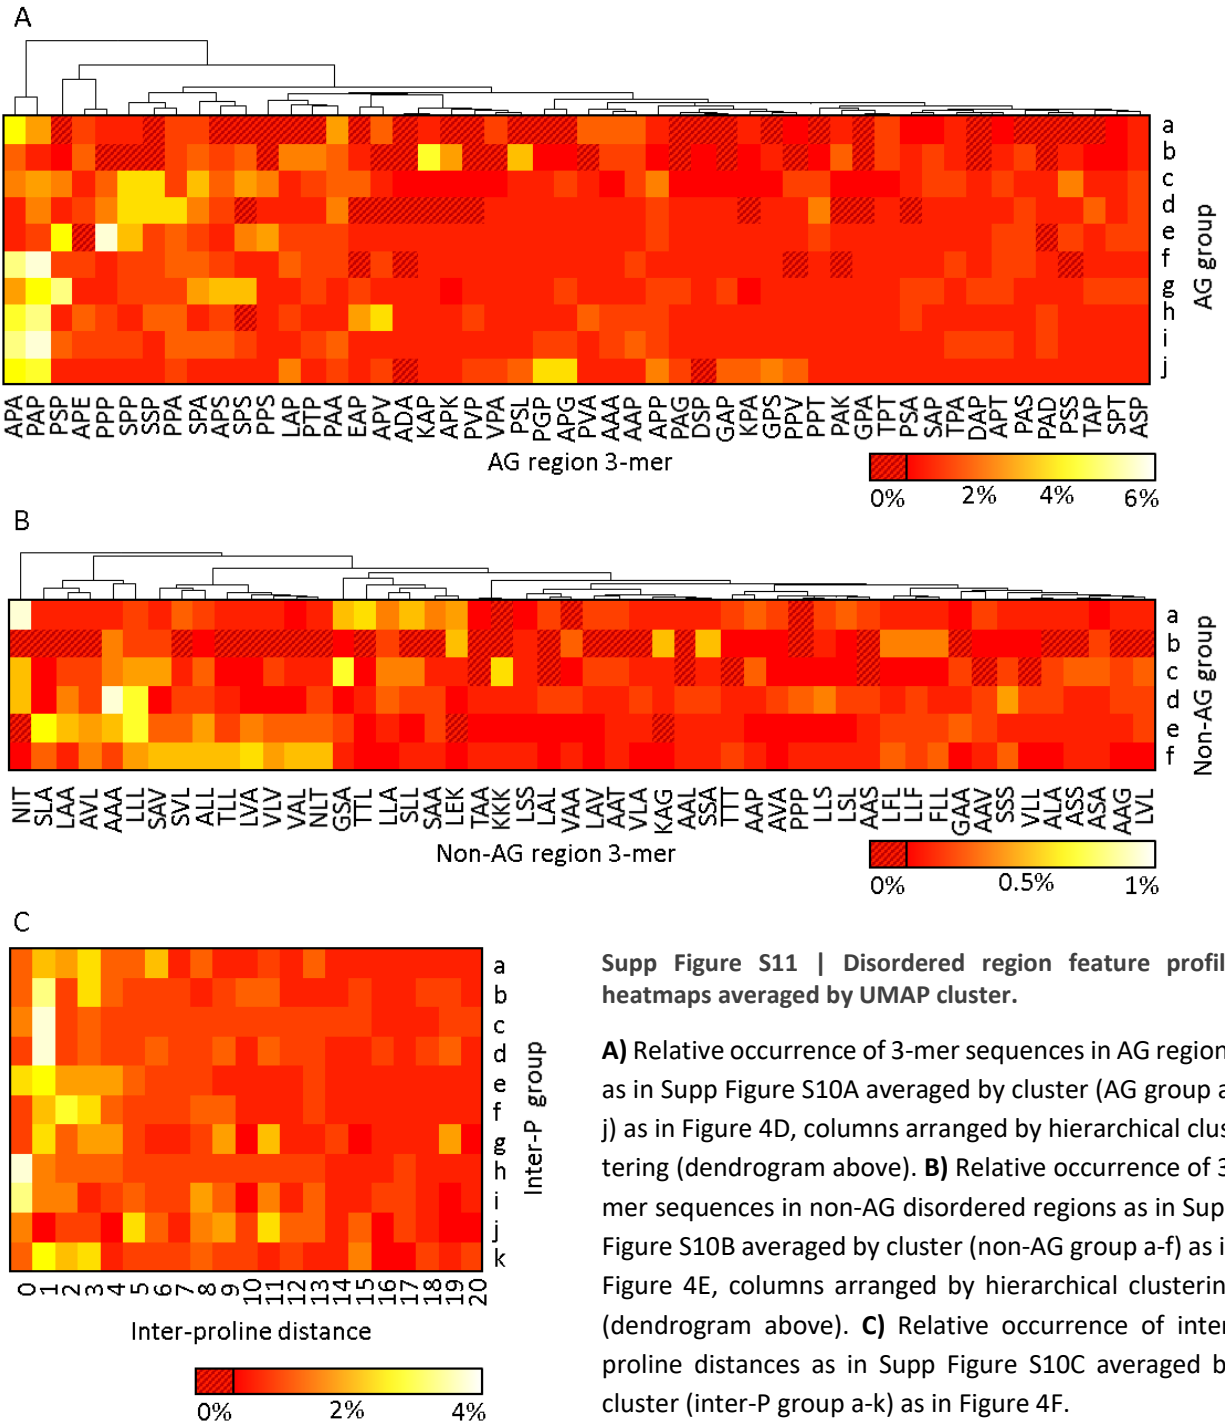 A
a
b
c
d
e
f
g
h
i
j
AG group
APA PAP PSP APE PPP SPP SSP PPA SPA APS SPS PPS LAP PTP PAA EAP APV ADA KAP APK PVP VPA PSL PGP APG PVA AAA AAP APP PAG DSP GAP KPA GPS PPV PPT PAK GPA TPT PSA SAP TPA DAP APT PAS PAD PSS TAP SPT ASP
AG region 3-mer
0% 2% 4% 6%
B
a
b
c
d
e
f
Non-AG group
NIT SLA LAA AVL AAA LLL SAV SVL ALL TLL LVA VLV VAL NLT GSA TTL LLA SLL SAA LEK TAA KKK LSS LAL VAA LAV AAT VLA KAG AAL SSA TTT AAP AVA PPP LLS LSL AAS LFL LLF FLL GAA AAV SSS VLL ALA ASS ASA AAG LVL
Non-AG region 3-mer
0% 0.5% 1%
C
a
b
c
d
e
f
g
h
i
j
k
Inter-P group
0 1 2 3 4 5 6 7 8 9 10 11 12 13 14 15 16 17 18 19 20
Inter-proline distance
0% 2% 4%
Supp Figure S11 | Disordered region feature profil
heatmaps averaged by UMAP cluster.
A) Relative occurrence of 3-mer sequences in AG region
as in Supp Figure S10A averaged by cluster (AG group a
j) as in Figure 4D, columns arranged by hierarchical clus
tering (dendrogram above). B) Relative occurrence of 3
mer sequences in non-AG disordered regions as in Sup
Figure S10B averaged by cluster (non-AG group a-f) as i
Figure 4E, columns arranged by hierarchical clusterin
(dendrogram above). C) Relative occurrence of inter
proline distances as in Supp Figure S10C averaged b
cluster (inter-P group a-k) as in Figure 4F.